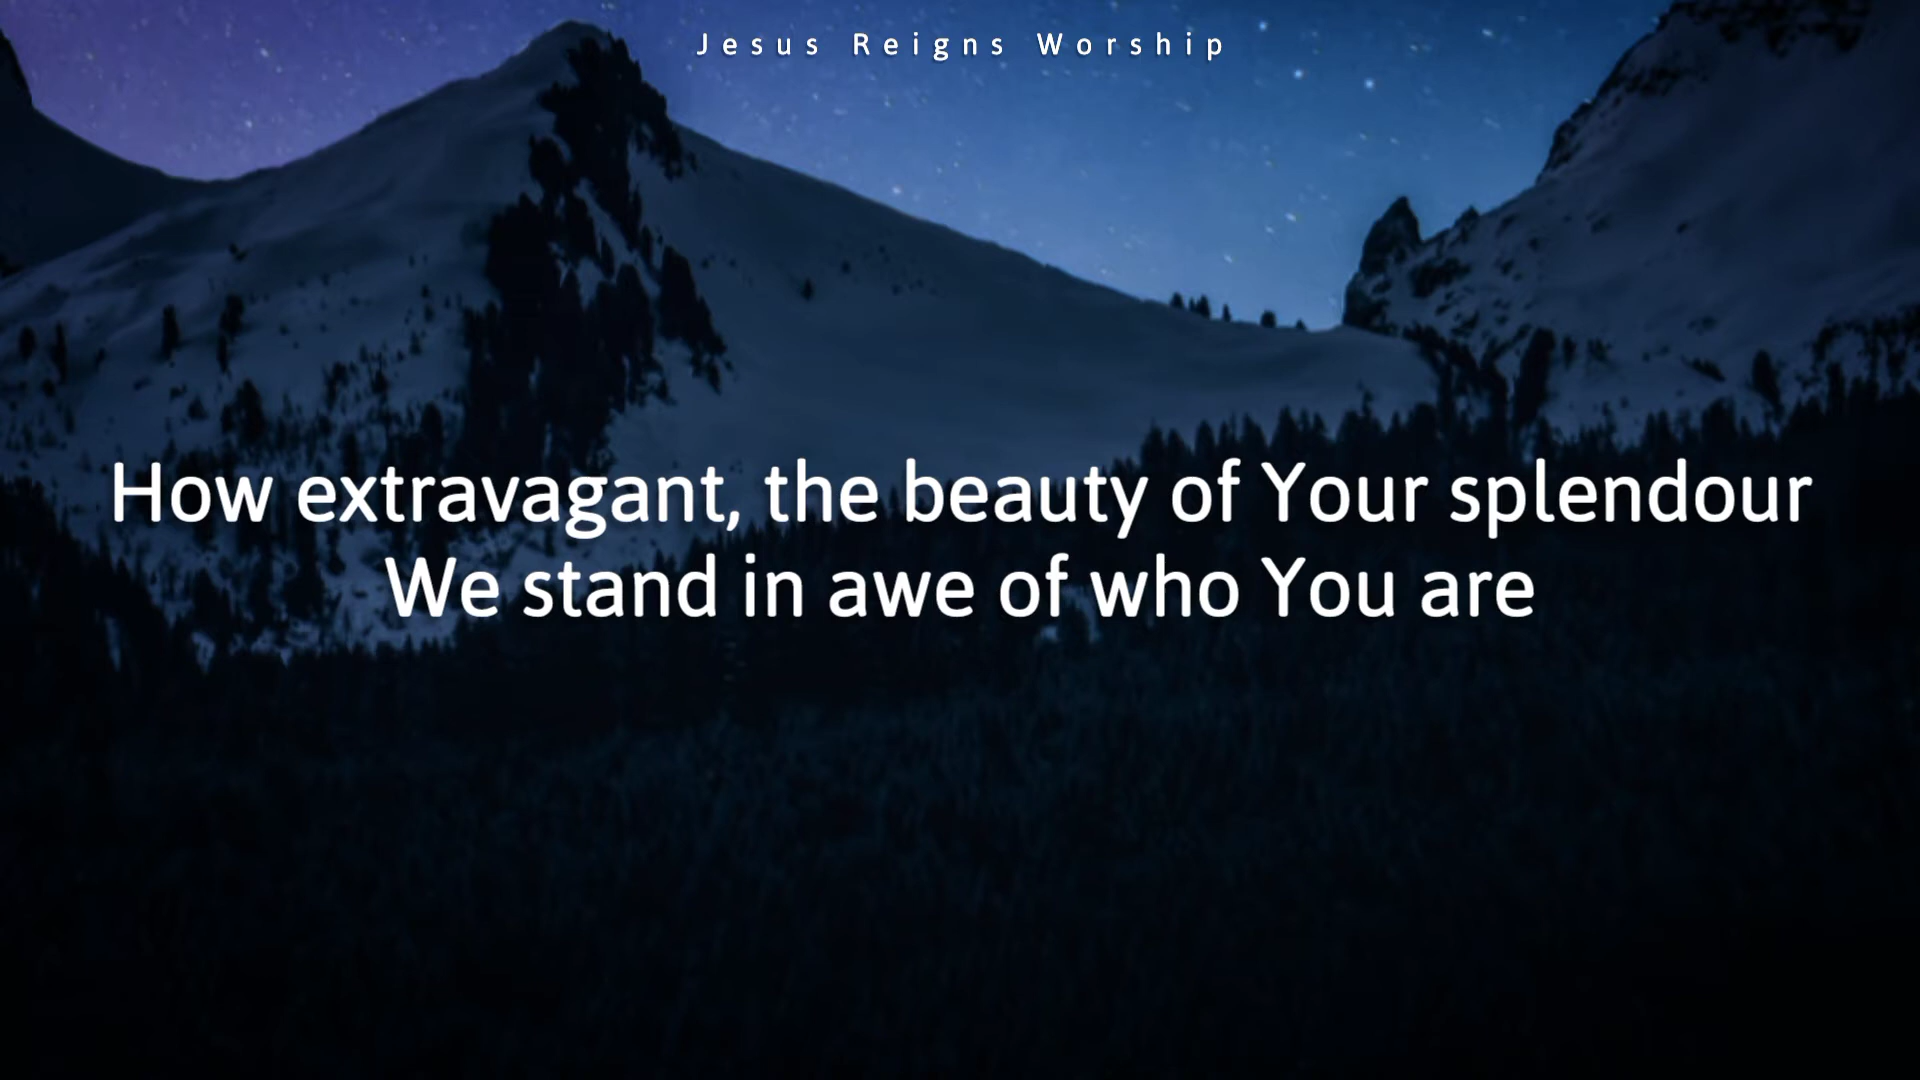 Jesus Reigns Worship
How extravagant, the beauty of Your splendour
We stand in awe of who You are